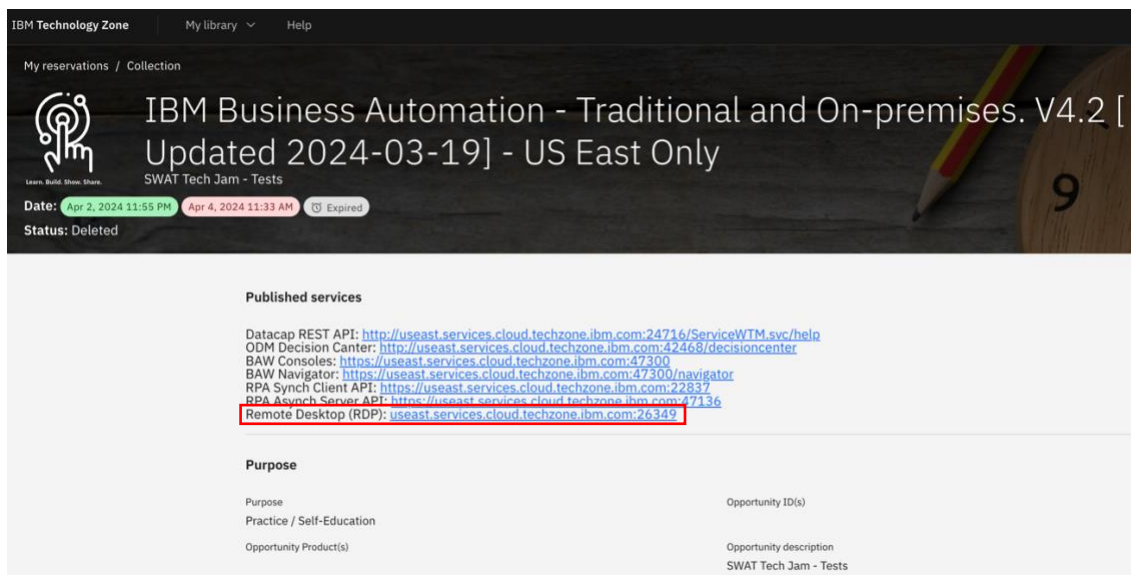 IBM Technology Zone My library Help
My reservations / Collection
IBM Business Automation - Traditional and On-premises. V4.2 [
Updated 2024-03-19] - US East Only
Learn. Build. Show. Share.
SWAT Tech Jam - Tests
Date: Apr 2, 2024 11:55 PM Apr 4, 2024 11:33 AM Expired
Status: Deleted
9
Published services
Datacap REST API: http://useast.services.cloud.techzone.ibm.com:24716/ServiceWTM.svc/help
ODM Decision Canter: http://useast.services.cloud.techzone.ibm.com:42468/decisioncenter
BAW Consoles: https://useast.services.cloud.techzone.ibm.com:47300
BAW Navigator: https://useast.services.cloud.techzone.ibm.com:47300/navigator
RPA Synch Client API: https://useast.services.cloud.techzone.ibm.com:22837
RPA Asynch Server API: https://useast.services.cloud.techzone.ibm.com:47136
Remote Desktop (RDP): useast.services.cloud.techzone.ibm.com:26349
Purpose
Purpose Opportunity ID(s)
Practice / Self-Education
Opportunity Product(s) Opportunity description
SWAT Tech Jam - Tests